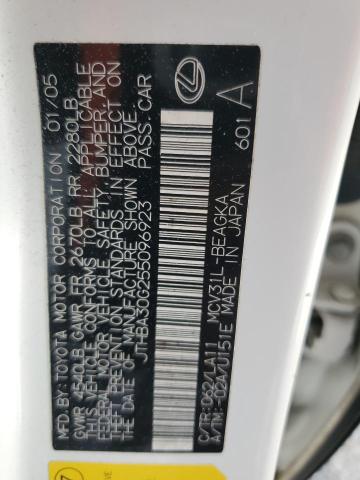 MFD.BY: TOYOTA MOTOR CORPORATION 01/05
GVWR 4520LB GAWR FR 2670LB RR 2280LB
THIS VEHICLE CONFORMS TO ALL APPLICABLE
FEDERAL MOTOR VEHICLE SAFETY, BUMPER, AND
THEFT PREVENTION STANDARDS IN EFFECT ON
THE DATE OF MANUFACTURE SHOWN ABOVE.
JTHBA30G255096923 PASS.CAR
C/TR: 062/LA11 MCV31L-BEAGKA
A/TM: -02A/U151E MADE IN JAPAN
601
A